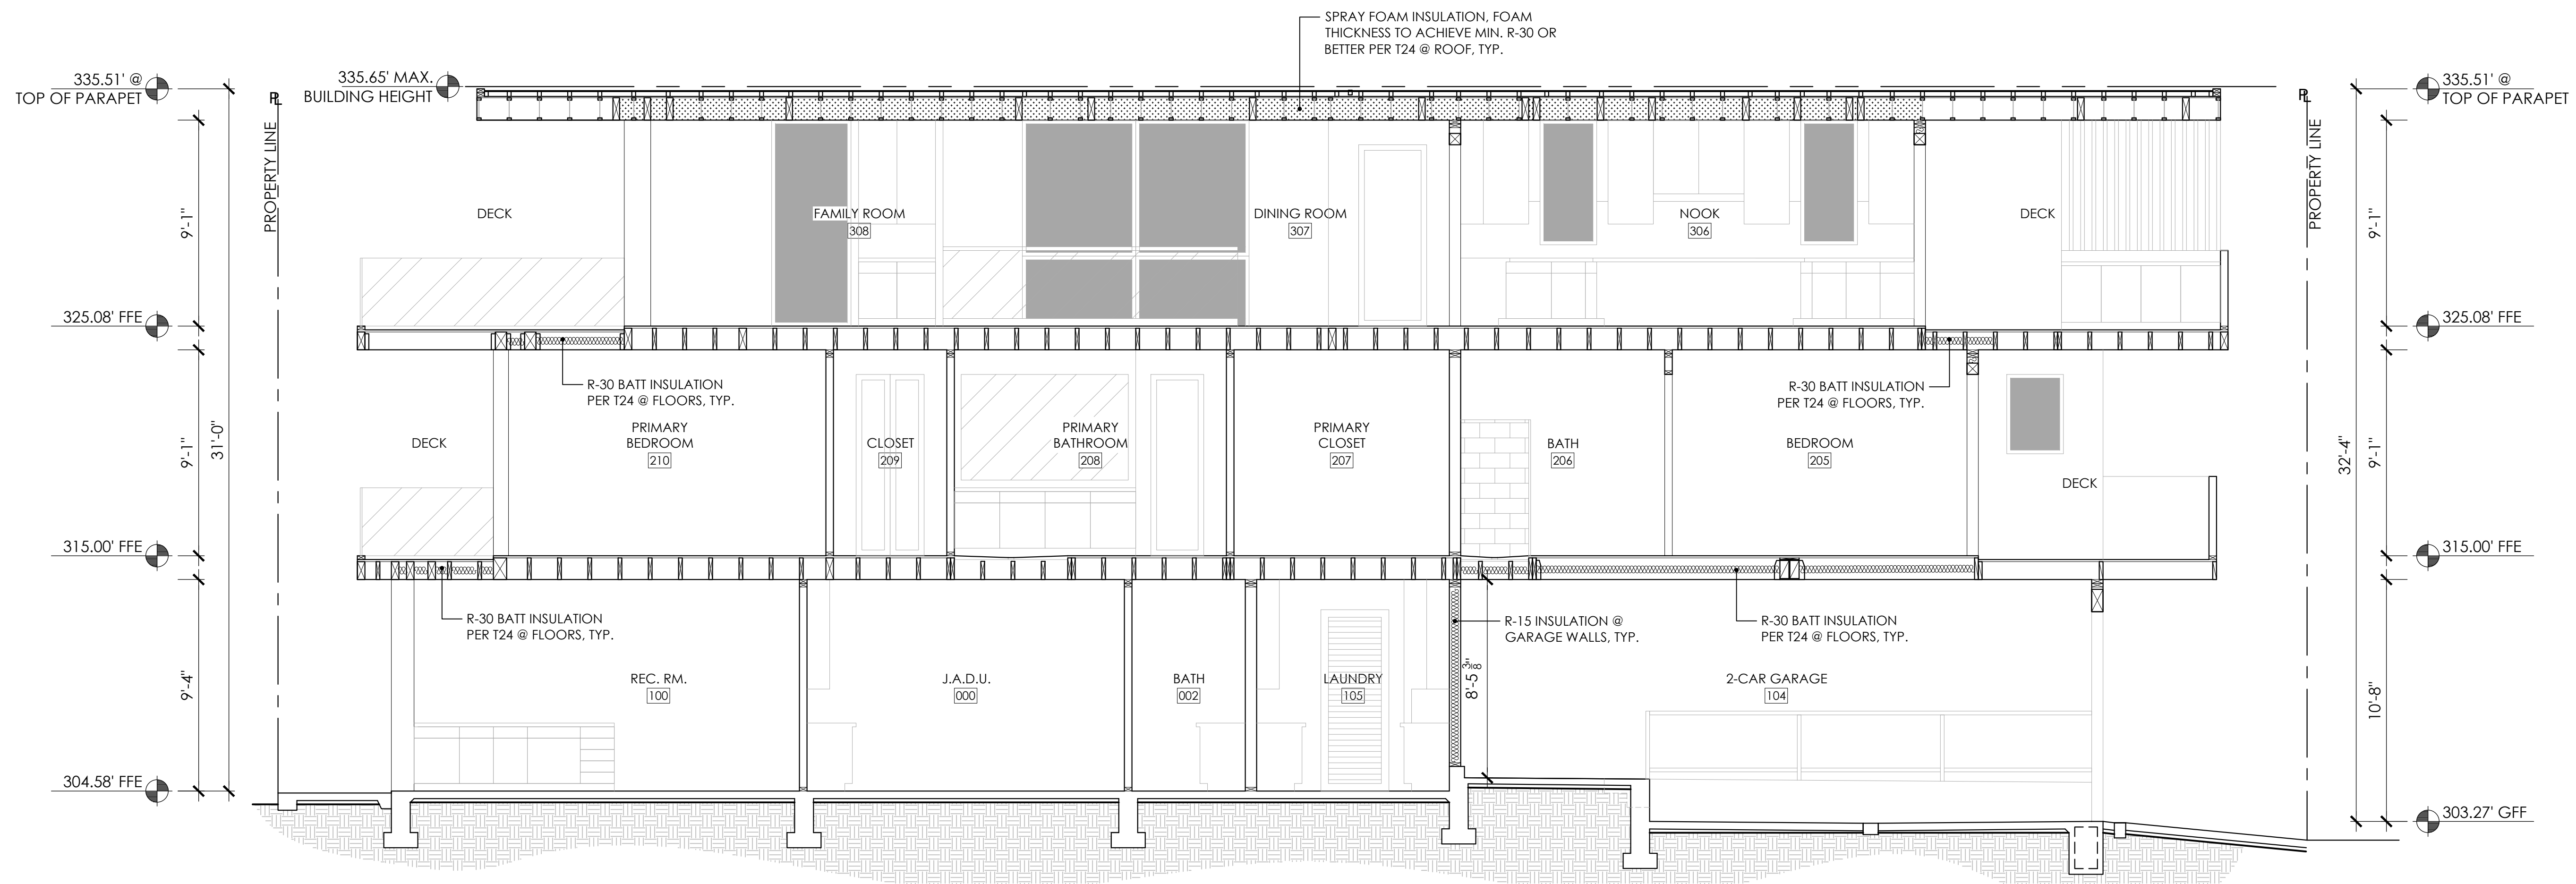 SPRAY FOAM INSULATION, FOAM
THICKNESS TO ACHIEVE MIN. R-30 OR
BETTER PER T24 @ ROOF, TYP.
335.51' @
TOP OF PARAPET
335.65' MAX.
BUILDING HEIGHT
335.51' @
TOP OF PARAPET
PL
PROPERTY LINE
PL
PROPERTY LINE
9'-1"
DECK
FAMILY ROOM
308
DINING ROOM
307
NOOK
306
DECK
9'-1"
325.08' FFE
325.08' FFE
R-30 BATT INSULATION
PER T24 @ FLOORS, TYP.
R-30 BATT INSULATION
PER T24 @ FLOORS, TYP.
9'-1"
31'-0"
DECK
PRIMARY
BEDROOM
210
CLOSET
209
PRIMARY
BATHROOM
208
PRIMARY
CLOSET
207
BATH
206
BEDROOM
205
DECK
32'-4"
9'-1"
315.00' FFE
315.00' FFE
R-30 BATT INSULATION
PER T24 @ FLOORS, TYP.
R-15 INSULATION @
GARAGE WALLS, TYP.
R-30 BATT INSULATION
PER T24 @ FLOORS, TYP.
9'-4"
REC. RM.
100
J.A.D.U.
000
BATH
002
LAUNDRY
105
8'-5 3/8"
2-CAR GARAGE
104
10'-8"
304.58' FFE
303.27' GFF